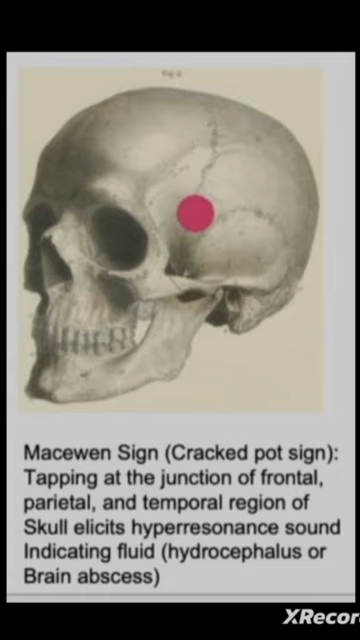 Macewen Sign (Cracked pot sign):
Tapping at the junction of frontal,
parietal, and temporal region of
Skull elicits hyperresonance sound
Indicating fluid (hydrocephalus or
Brain abscess)
XRecor